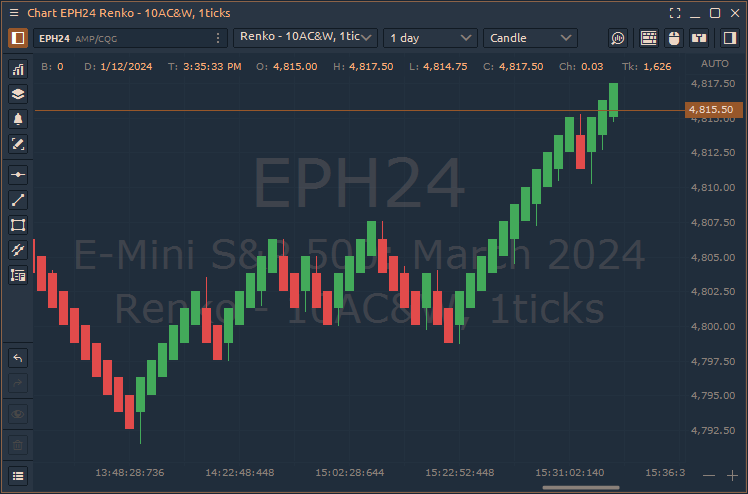 Chart EPH24 Renko - 10AC&W, 1ticks
EPH24 AMP/CQG
Renko - 10AC&W, 1tic
1 day
Candle
B: 0 D: 1/12/2024 T: 3:35:33 PM O: 4,815.00 H: 4,817.50 L: 4,814.75 C: 4,817.50 Ch: 0.03 Tk: 1,626
AUTO
4,817.50
4,815.50
4,815.00
4,812.50
4,810.00
4,807.50
4,805.00
4,802.50
4,800.00
4,797.50
4,795.00
4,792.50
EPH24
E-Mini S&P 500, March 2024
Renko - 10AC&W, 1ticks
13:48:28:736 14:22:48:448 15:02:28:644 15:22:52:448 15:31:02:140 15:36:3